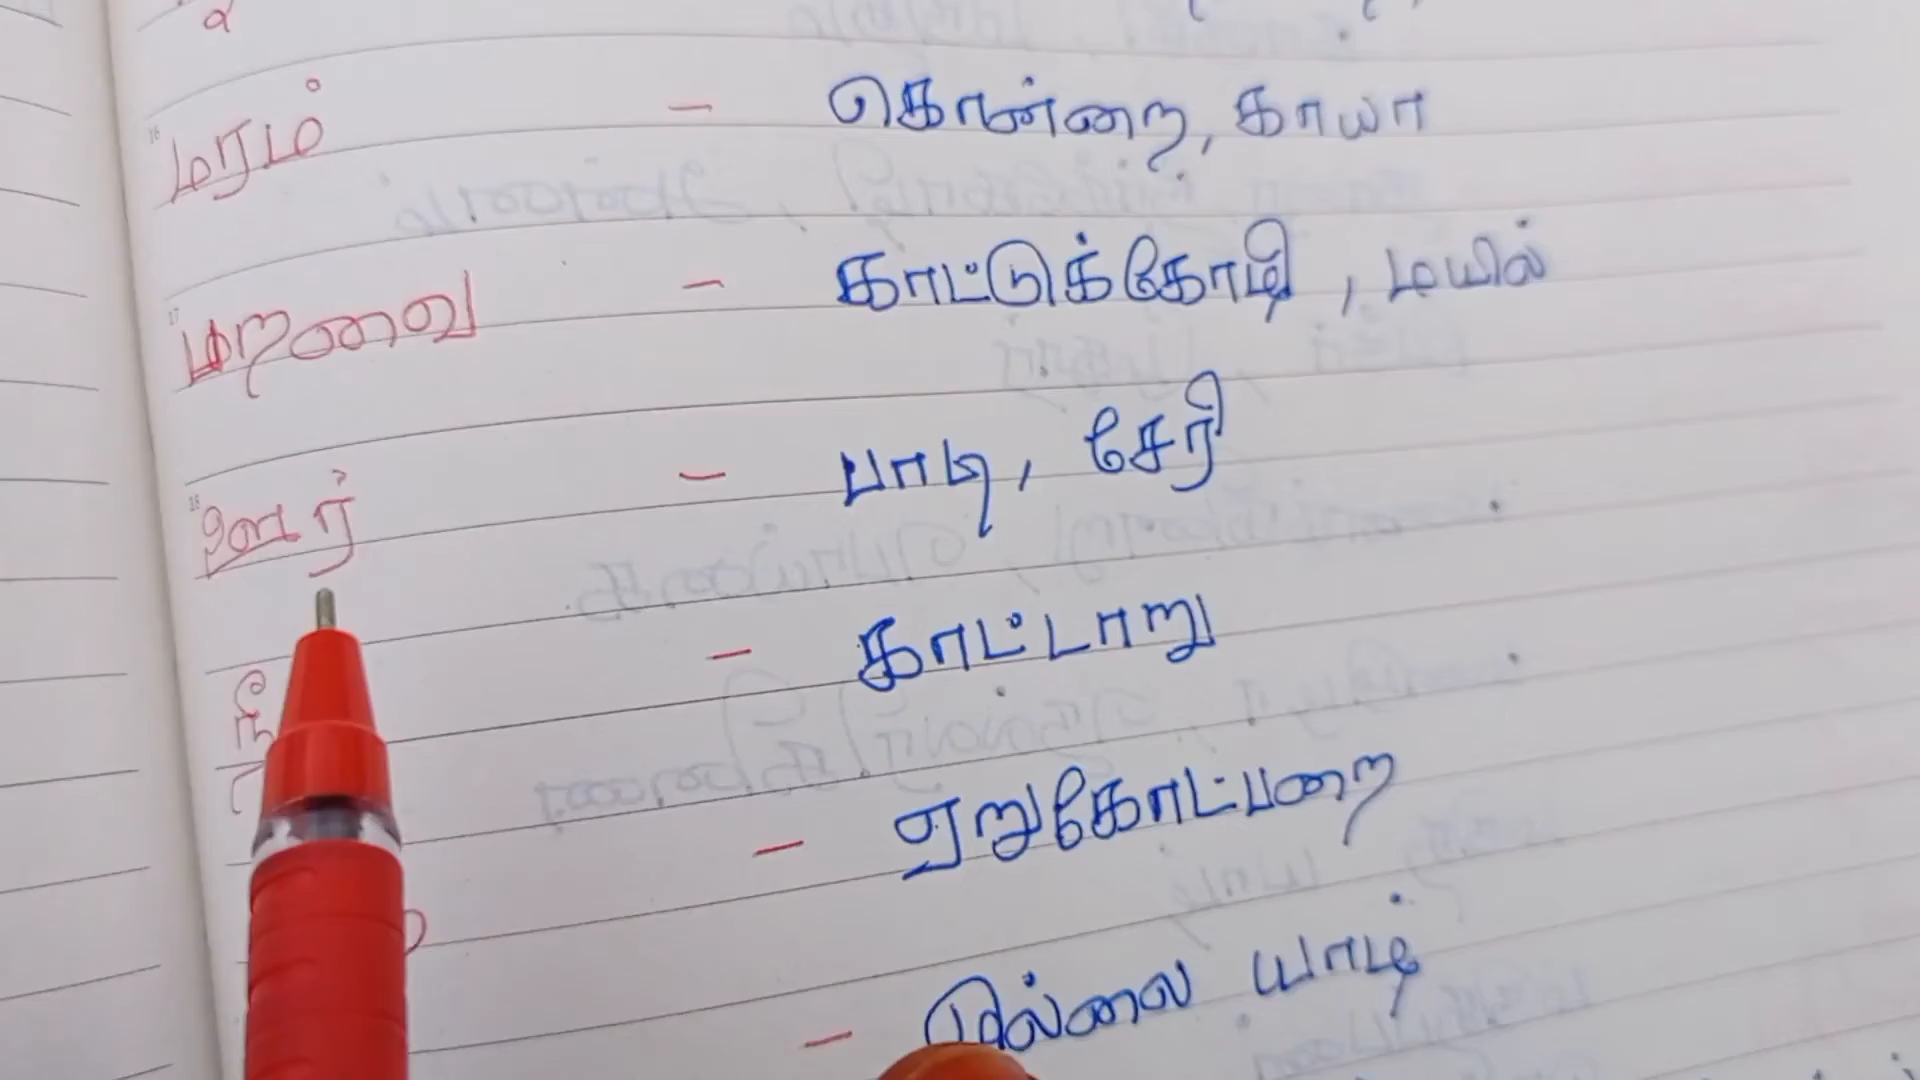 மரம் - கொன்றை, காயா
பறவை - காட்டுக்கோழி, மயில்
ஊர் - பாடி, சேரி
நீ - காட்டாறு
- ஏறுகோட்பறை
- முல்லை யாழ்